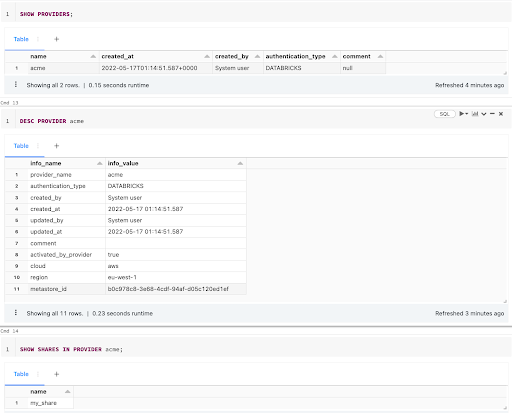 1 SHOW PROVIDERS;
Table +
name created_at created_by authentication_type comment
1 acme 2022-05-17T01:14:51.587+0000 System user DATABRICKS null
Showing all 2 rows. | 0.15 seconds runtime Refreshed 4 minutes ago
Cmd 13
SQL
1 DESC PROVIDER acme
Table +
info_name info_value
1 provider_name acme
2 authentication_type DATABRICKS
3 created_by System user
4 created_at 2022-05-17 01:14:51.587
5 updated_by System user
6 updated_at 2022-05-17 01:14:51.587
7 comment
8 activated_by_provider true
9 cloud aws
10 region eu-west-1
11 metastore_id b0c978c8-3e68-4cdf-94af-d05c120ed1ef
Showing all 11 rows. | 0.23 seconds runtime Refreshed 3 minutes ago
Cmd 14
1 SHOW SHARES IN PROVIDER acme;
Table +
name
1 my_share